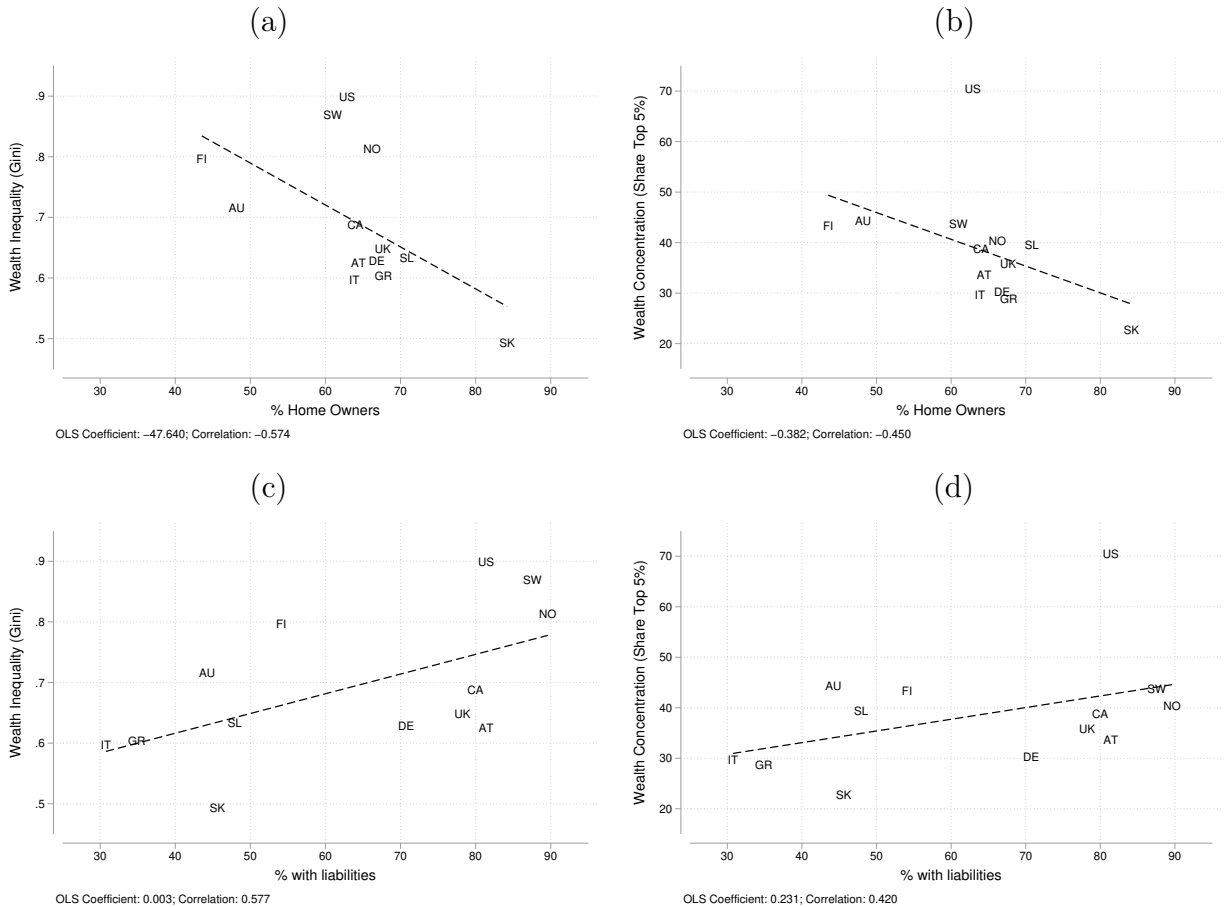 (a)
Wealth Inequality (Gini)
.9
.8
.7
.6
.5
US
SW
NO
FI
AU
CA
UK
AT
DE
SL
IT
GR
SK
30 40 50 60 70 80 90
% Home Owners
OLS Coefficient: −47.640; Correlation: −0.574
(b)
Wealth Concentration (Share Top 5%)
70
60
50
40
30
20
US
FI
AU
SW
NO
CA
SL
UK
AT
IT
DE
GR
SK
30 40 50 60 70 80 90
% Home Owners
OLS Coefficient: −0.382; Correlation: −0.450
(c)
Wealth Inequality (Gini)
.9
.8
.7
.6
.5
US
SW
NO
FI
AU
CA
UK
SL
DE
AT
IT
GR
SK
30 40 50 60 70 80 90
% with liabilities
OLS Coefficient: 0.003; Correlation: 0.577
(d)
Wealth Concentration (Share Top 5%)
70
60
50
40
30
20
US
AU
FI
SW
NO
SL
CA
UK
AT
DE
IT
GR
SK
30 40 50 60 70 80 90
% with liabilities
OLS Coefficient: 0.231; Correlation: 0.420